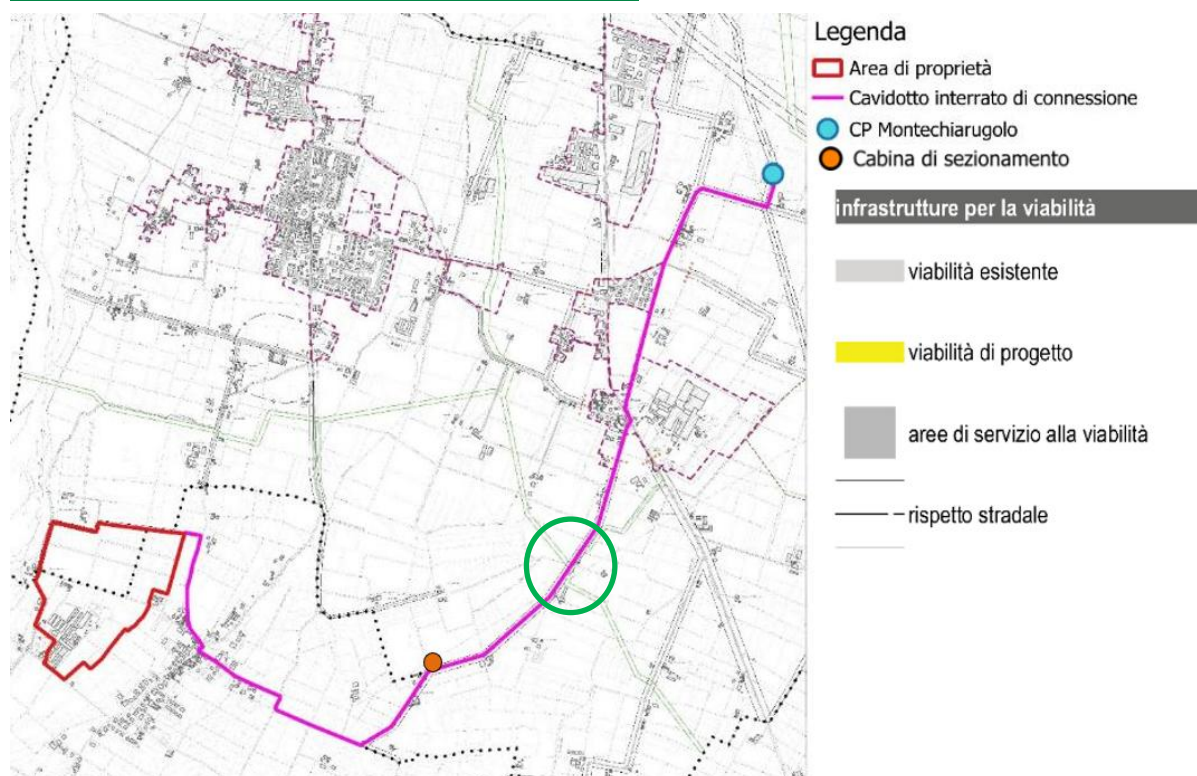 Legenda
Area di proprietà
Cavidotto interrato di connessione
CP Montechiarugolo
Cabina di sezionamento
infrastrutture per la viabilità
viabilità esistente
viabilità di progetto
aree di servizio alla viabilità
rispetto stradale